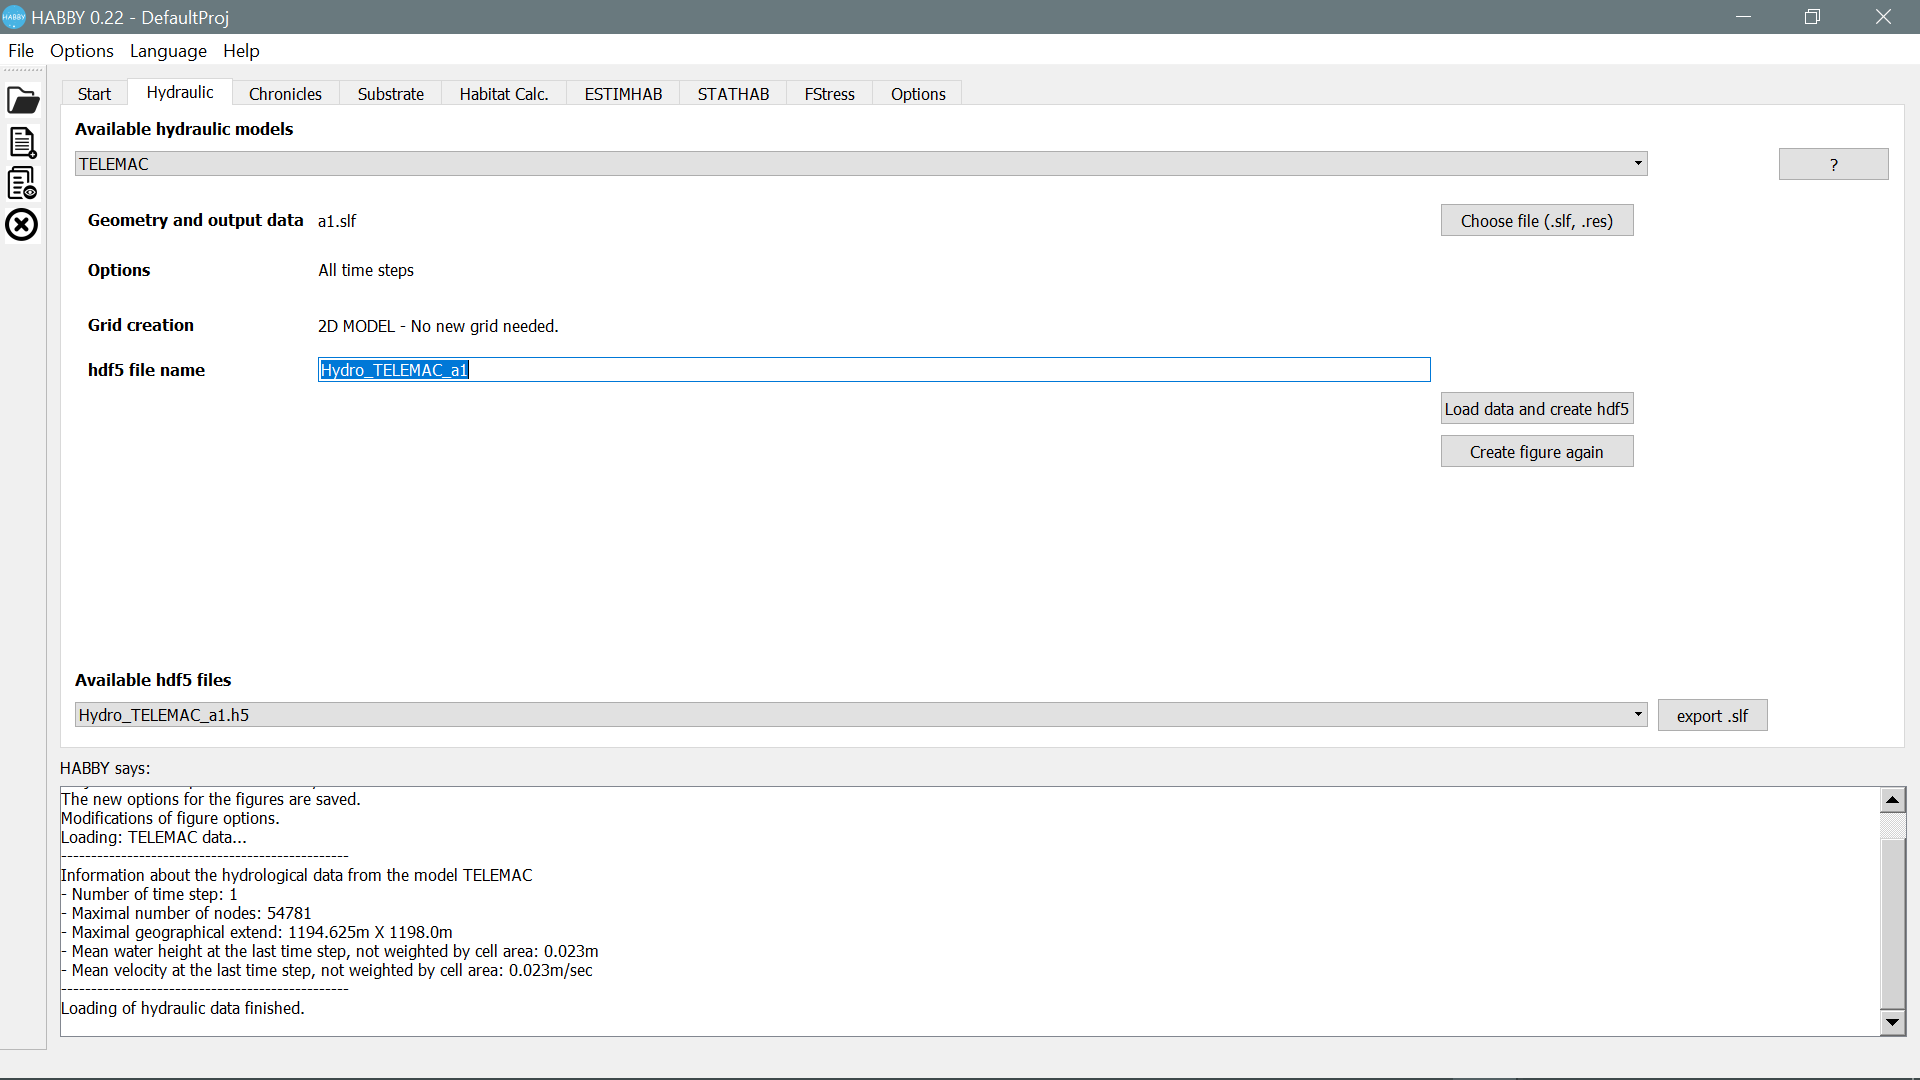 HABBY 0.22 - DefaultProj
File Options Language Help
Start Hydraulic Chronicles Substrate Habitat Calc. ESTIMHAB STATHAB FStress Options
Available hydraulic models
TELEMAC
?
Geometry and output data a1.slf Choose file (.slf, .res)
Options All time steps
Grid creation 2D MODEL - No new grid needed.
hdf5 file name Hydro_TELEMAC_a1
Load data and create hdf5
Create figure again
Available hdf5 files
Hydro_TELEMAC_a1.h5 export .slf
HABBY says:
The new options for the figures are saved.
Modifications of figure options.
Loading: TELEMAC data...
------------------------------------------------
Information about the hydrological data from the model TELEMAC
- Number of time step: 1
- Maximal number of nodes: 54781
- Maximal geographical extend: 1194.625m X 1198.0m
- Mean water height at the last time step, not weighted by cell area: 0.023m
- Mean velocity at the last time step, not weighted by cell area: 0.023m/sec
------------------------------------------------
Loading of hydraulic data finished.